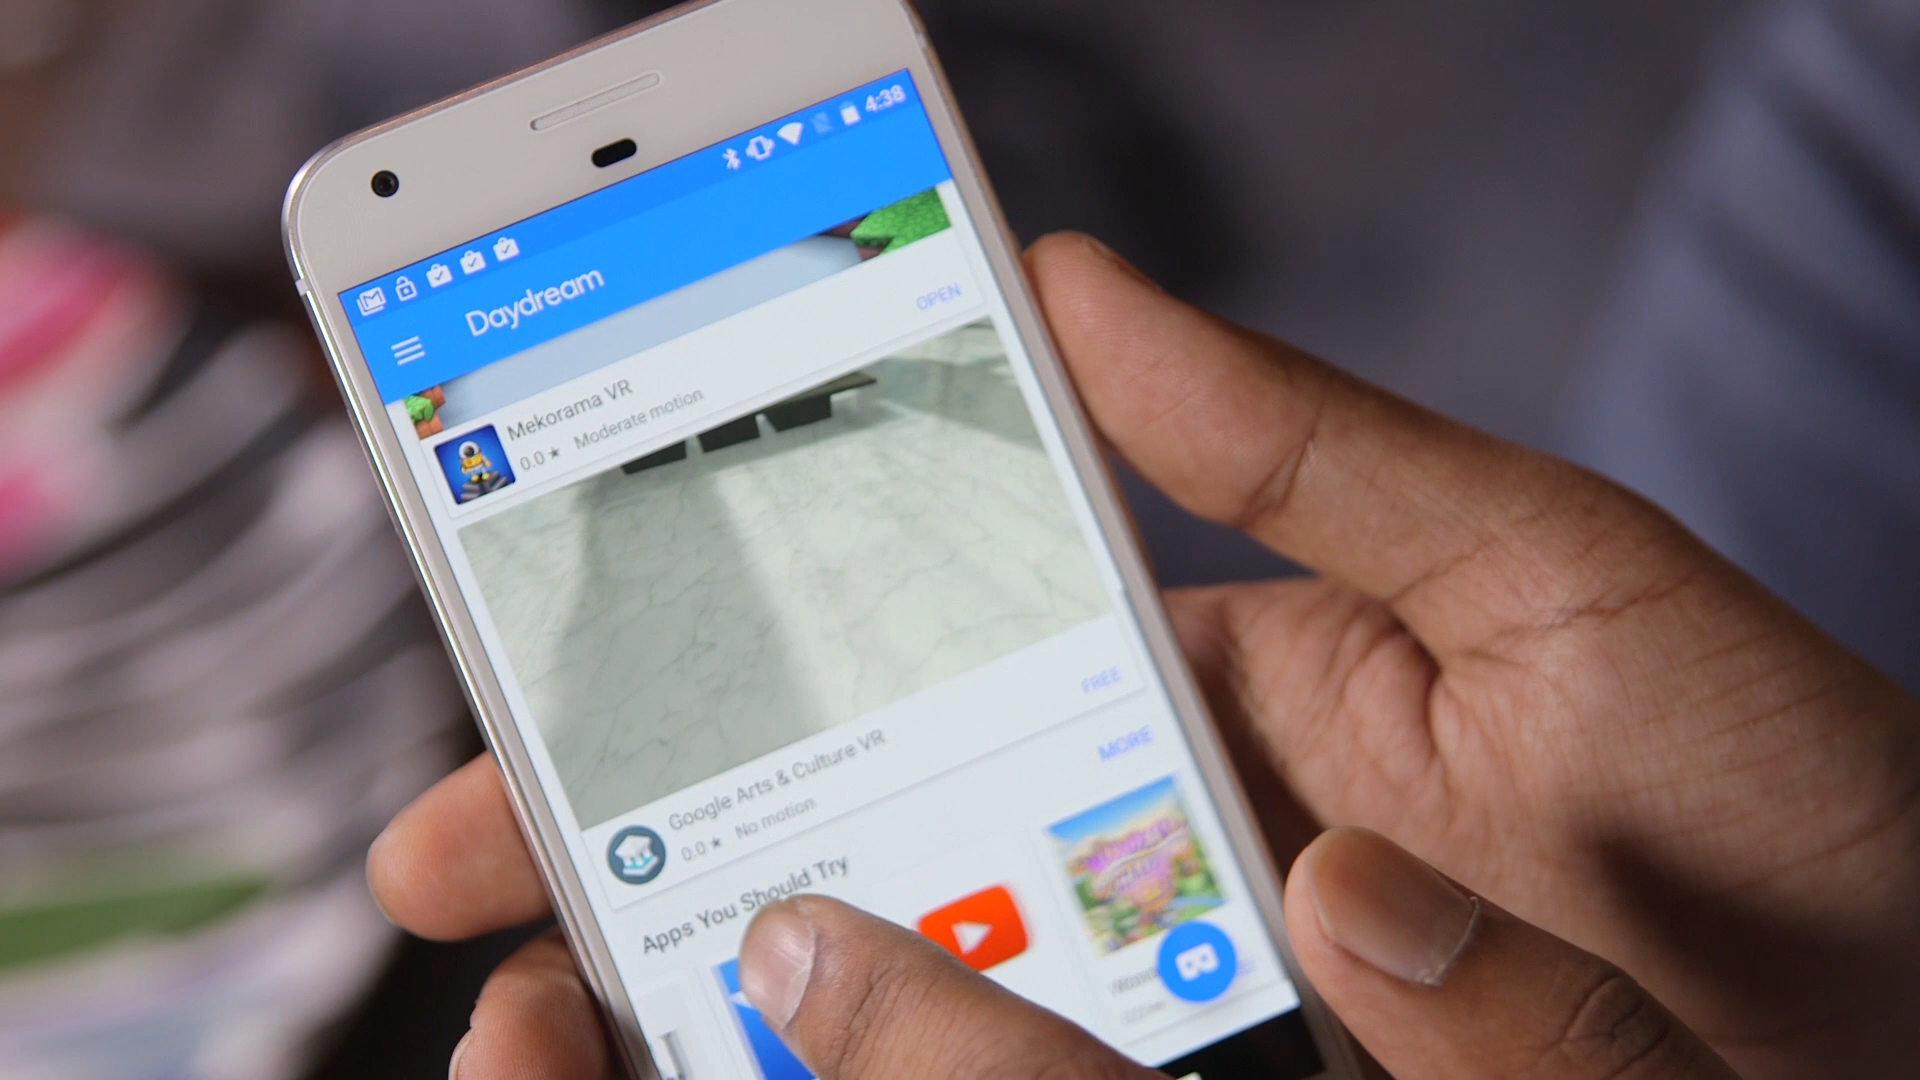 4:38
Daydream
OPEN
Mekorama VR
0.0 ★ Moderate motion
FREE
Google Arts & Culture VR
0.0 ★ No motion
MORE
Apps You Should Try